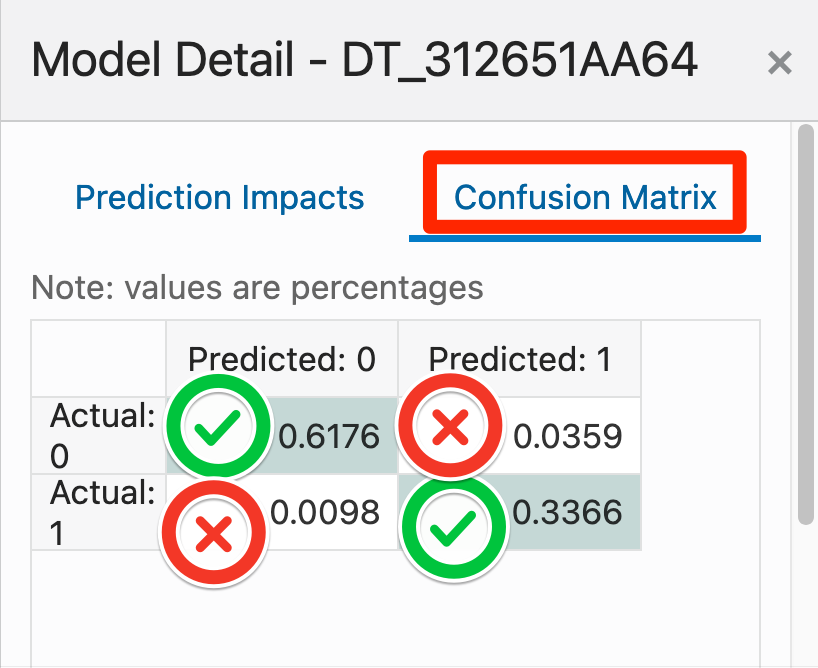 Model Detail - DT_312651AA64 ×
Prediction Impacts Confusion Matrix
Note: values are percentages
Predicted: 0 Predicted: 1
Actual: 0 0.6176 0.0359
Actual: 1 0.0098 0.3366